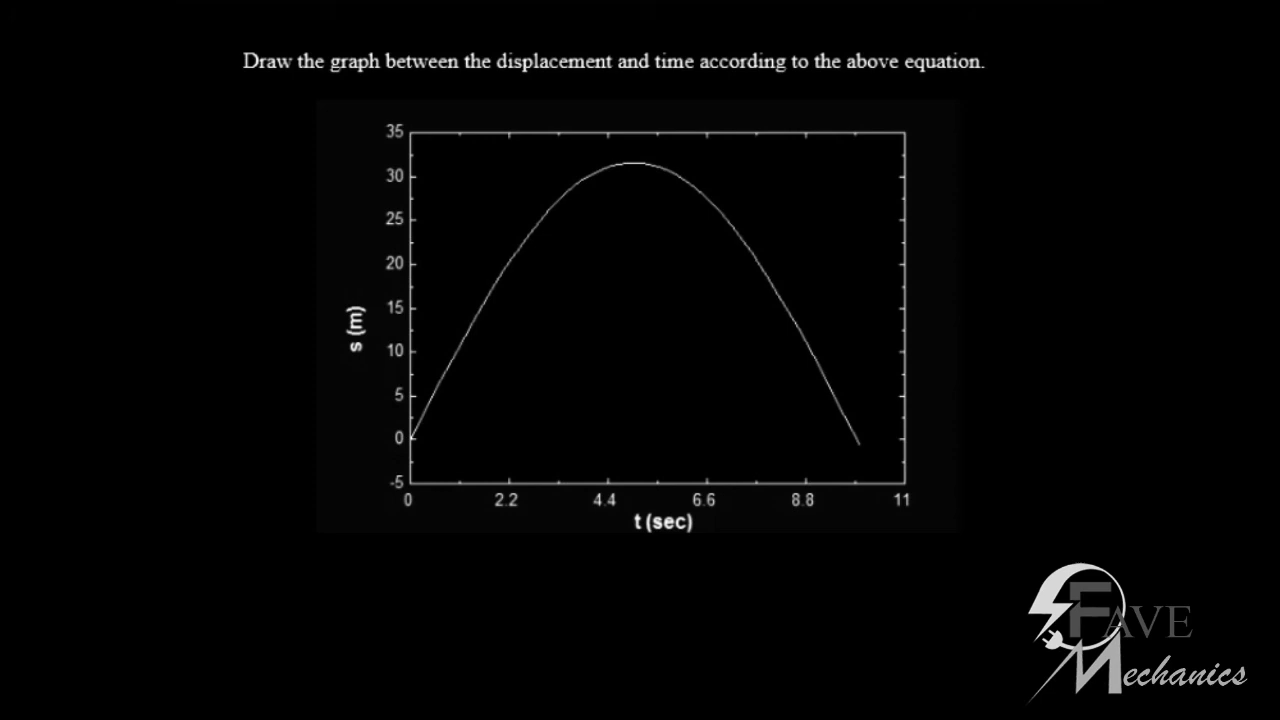 Draw the graph between the displacement and time according to the above equation.
35
30
25
20
15
10
5
0
-5
s (m)
0 2.2 4.4 6.6 8.8 11
t (sec)
FAVE
Mechanics